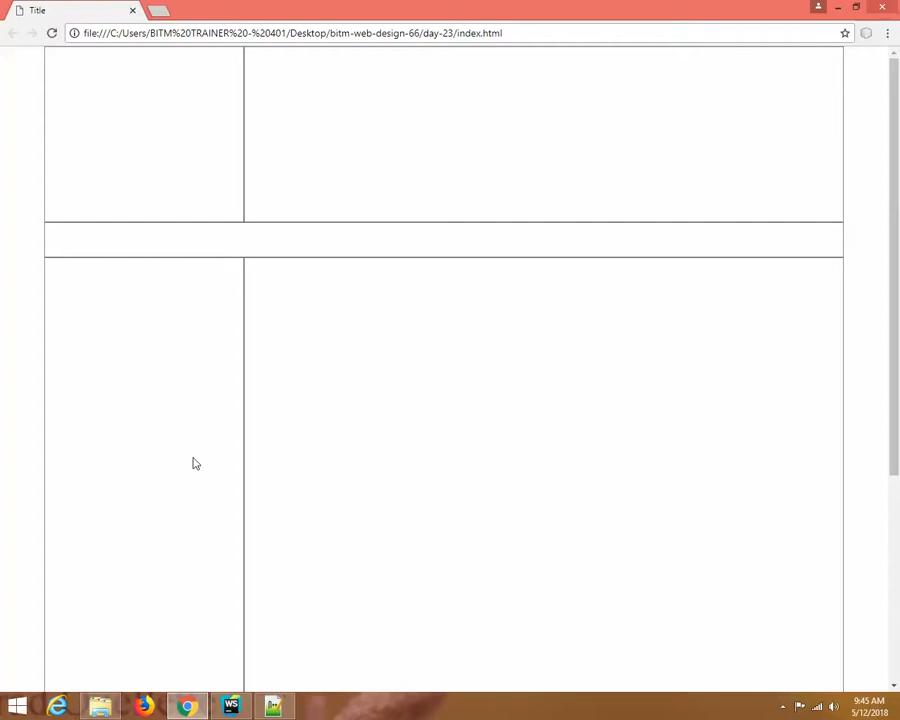 Title
file:///C:/Users/BITM%20TRAINER%20-%20401/Desktop/bitm-web-design-66/day-23/index.html
WS
9:45 AM
5/12/2018